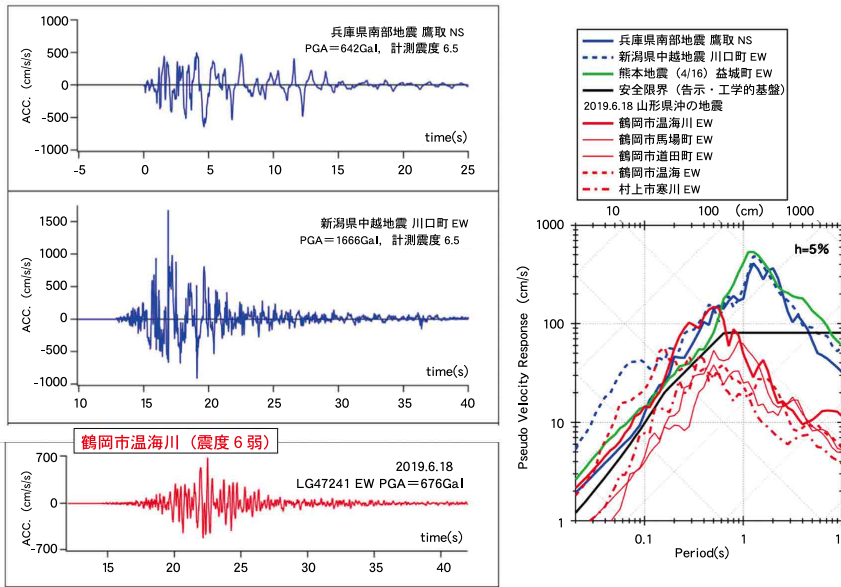 兵庫県南部地震 鷹取 NS
PGA＝642Gal, 計測震度 6.5
ACC. (cm/s/s)
1000
500
0
-500
-1000
time(s)
-5 0 5 10 15 20 25
新潟県中越地震 川口町 EW
PGA＝1666Gal, 計測震度 6.5
ACC. (cm/s/s)
1500
1000
500
0
-500
-1000
time(s)
10 15 20 25 30 35 40
鶴岡市温海川（震度６弱）
2019.6.18
LG47241 EW PGA＝676Gal
ACC. (cm/s/s)
700
0
-700
time(s)
15 20 25 30 35 40
兵庫県南部地震 鷹取 NS
新潟県中越地震 川口町 EW
熊本地震（4/16）益城町 EW
安全限界（告示・工学的基盤）
2019.6.18 山形県沖の地震
鶴岡市温海川 EW
鶴岡市馬場町 EW
鶴岡市道田町 EW
鶴岡市温海 EW
村上市寒川 EW
10 100 (cm) 1000
h=5%
Pseudo Velocity Response (cm/s)
1000
100
10
1
0.1 1 1
Period(s)